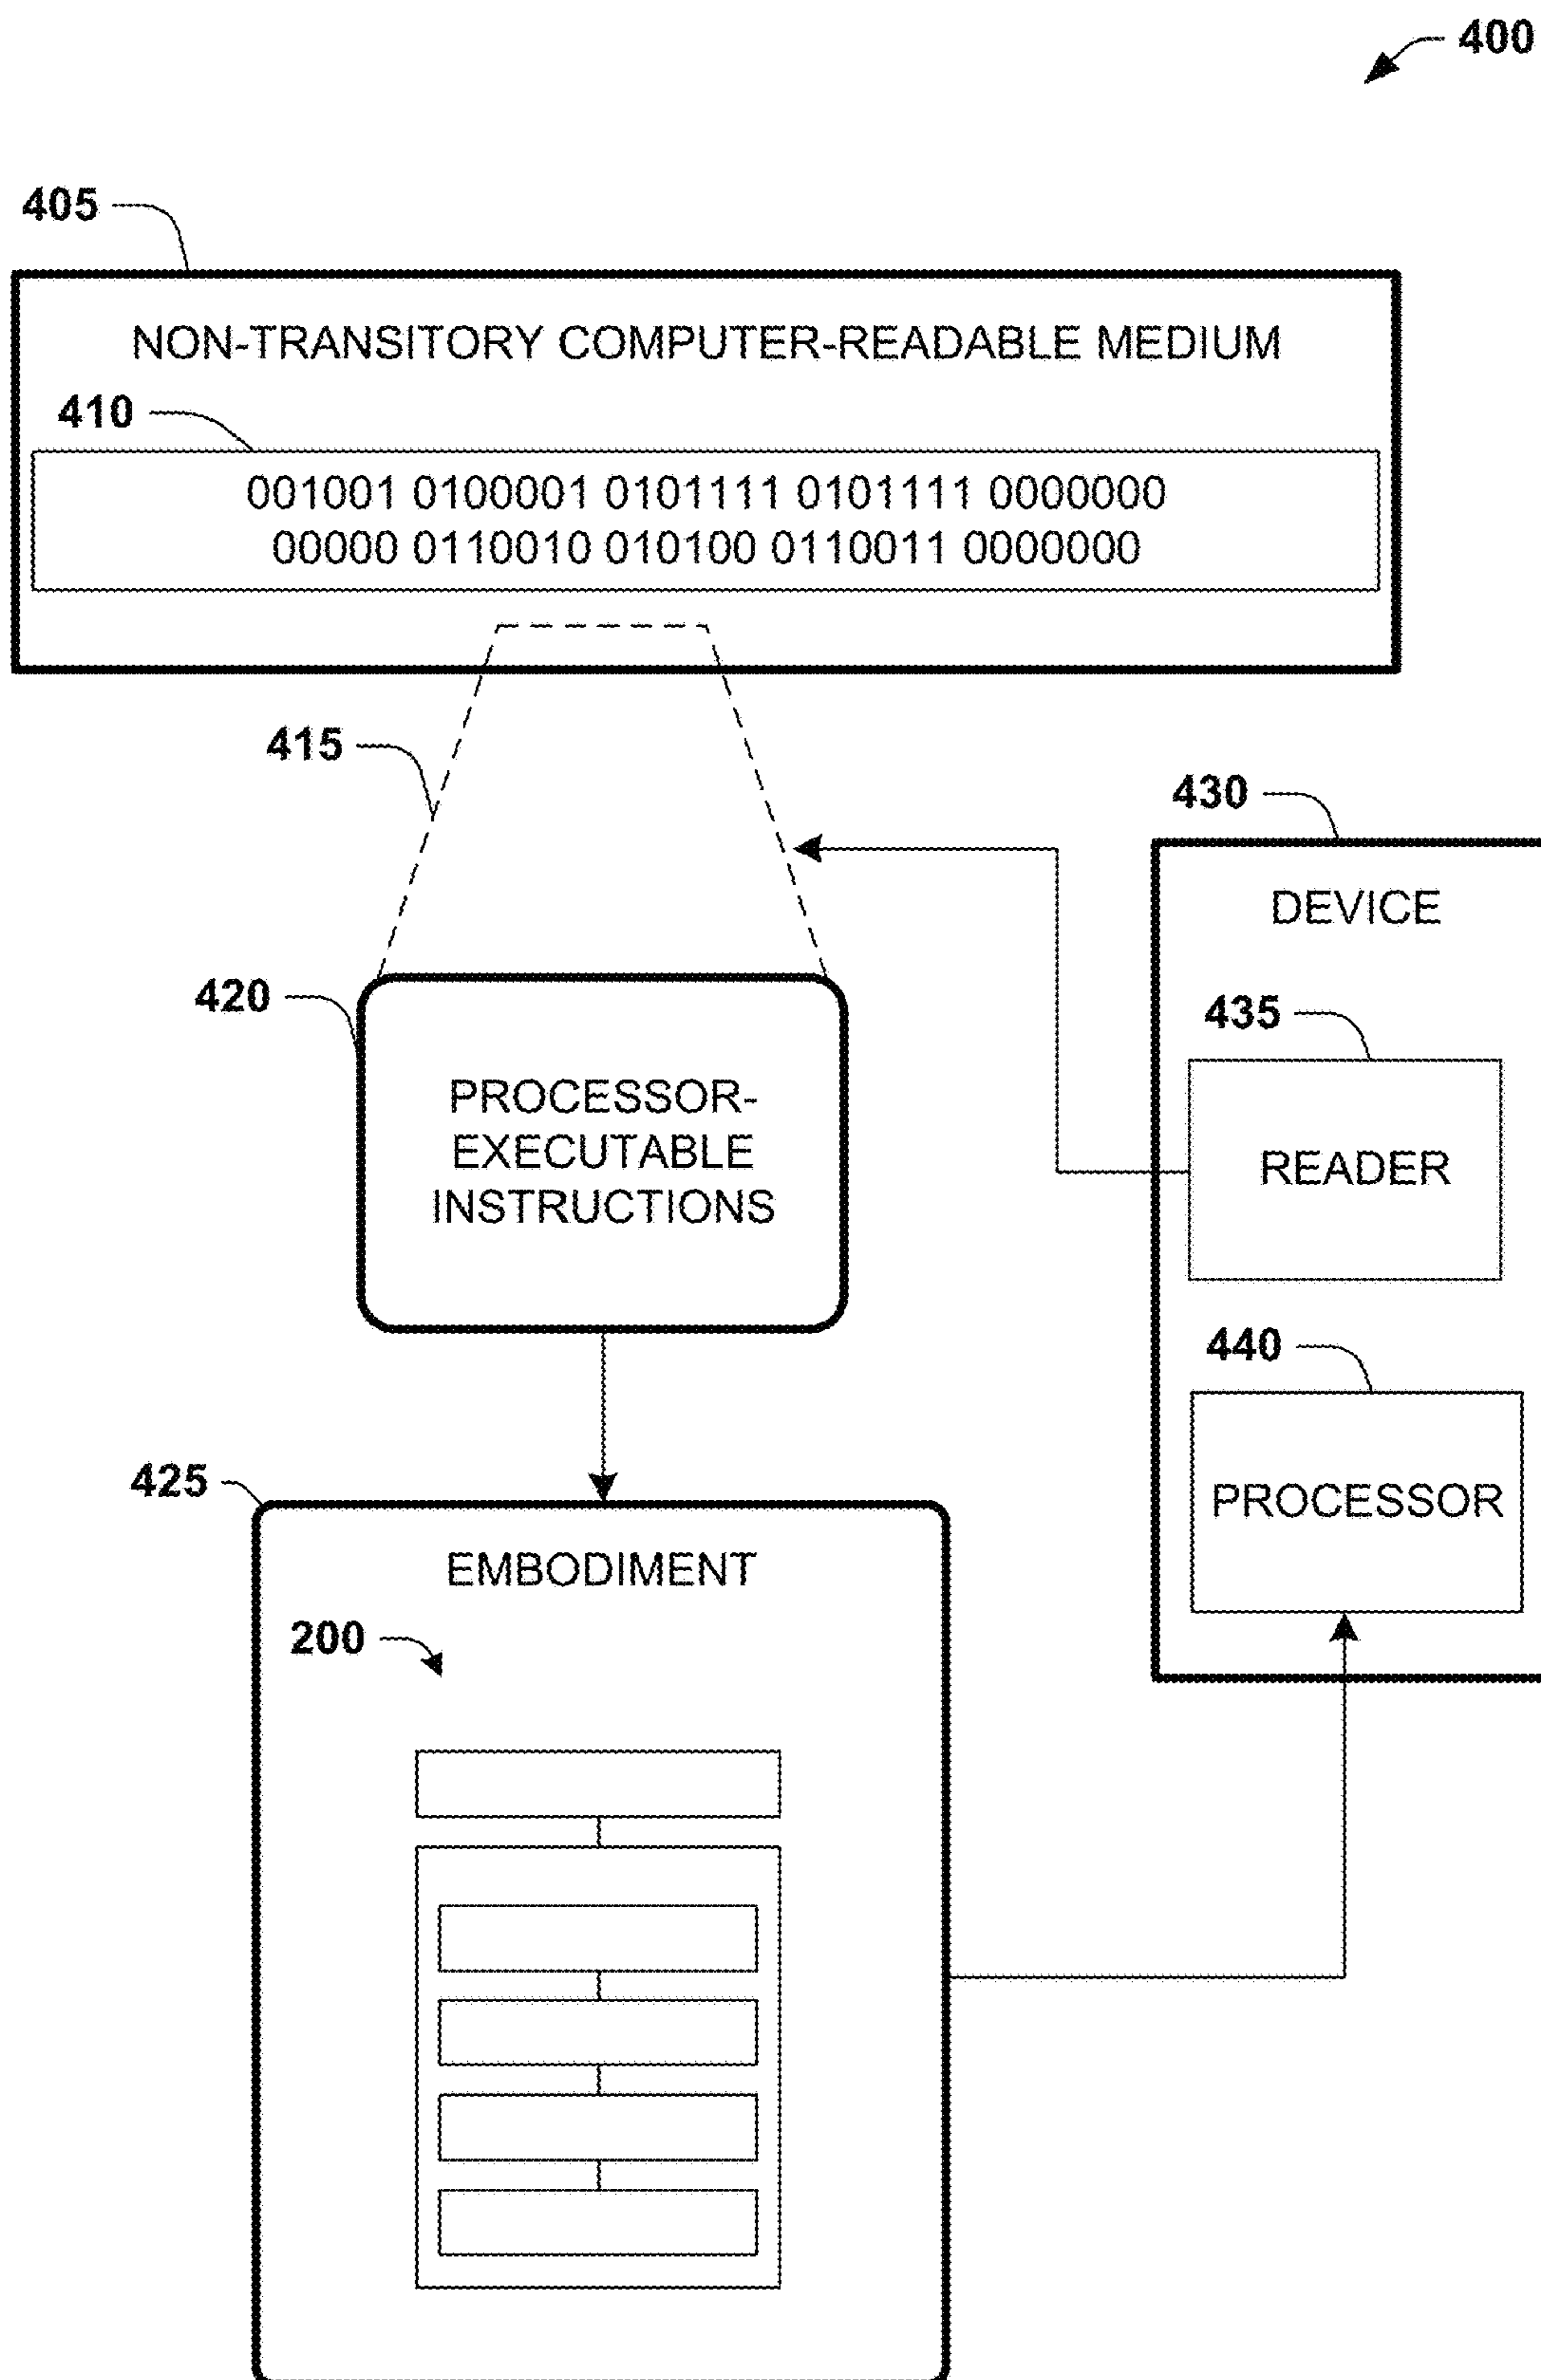 400
405
NON-TRANSITORY COMPUTER-READABLE MEDIUM
410
001001 0100001 0101111 0101111 0000000
00000 0110010 010100 0110011 0000000
415
430
DEVICE
420
435
PROCESSOR-
EXECUTABLE
INSTRUCTIONS
READER
440
PROCESSOR
425
EMBODIMENT
200